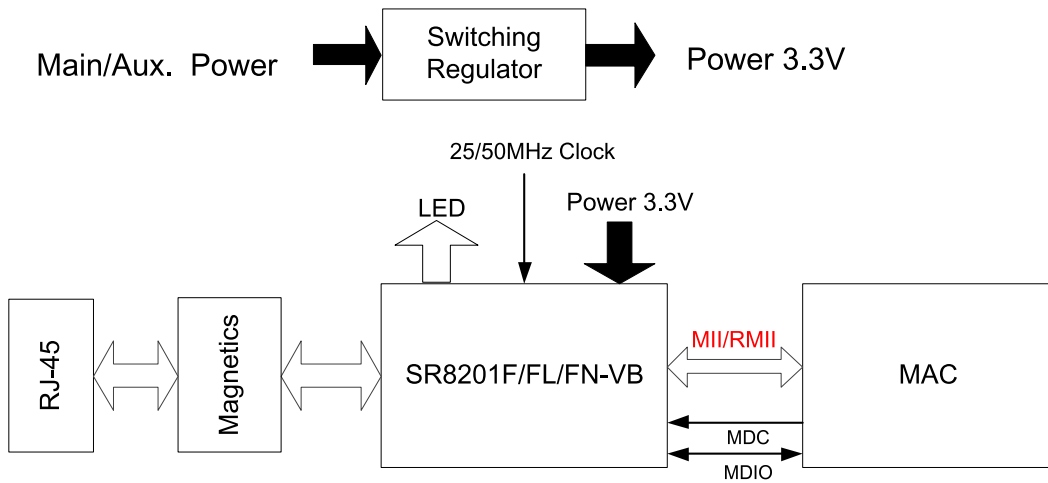 Main/Aux. Power
Switching
Regulator
Power 3.3V
25/50MHz Clock
LED
Power 3.3V
RJ-45
Magnetics
SR8201F/FL/FN-VB
MII/RMII
MAC
MDC
MDIO